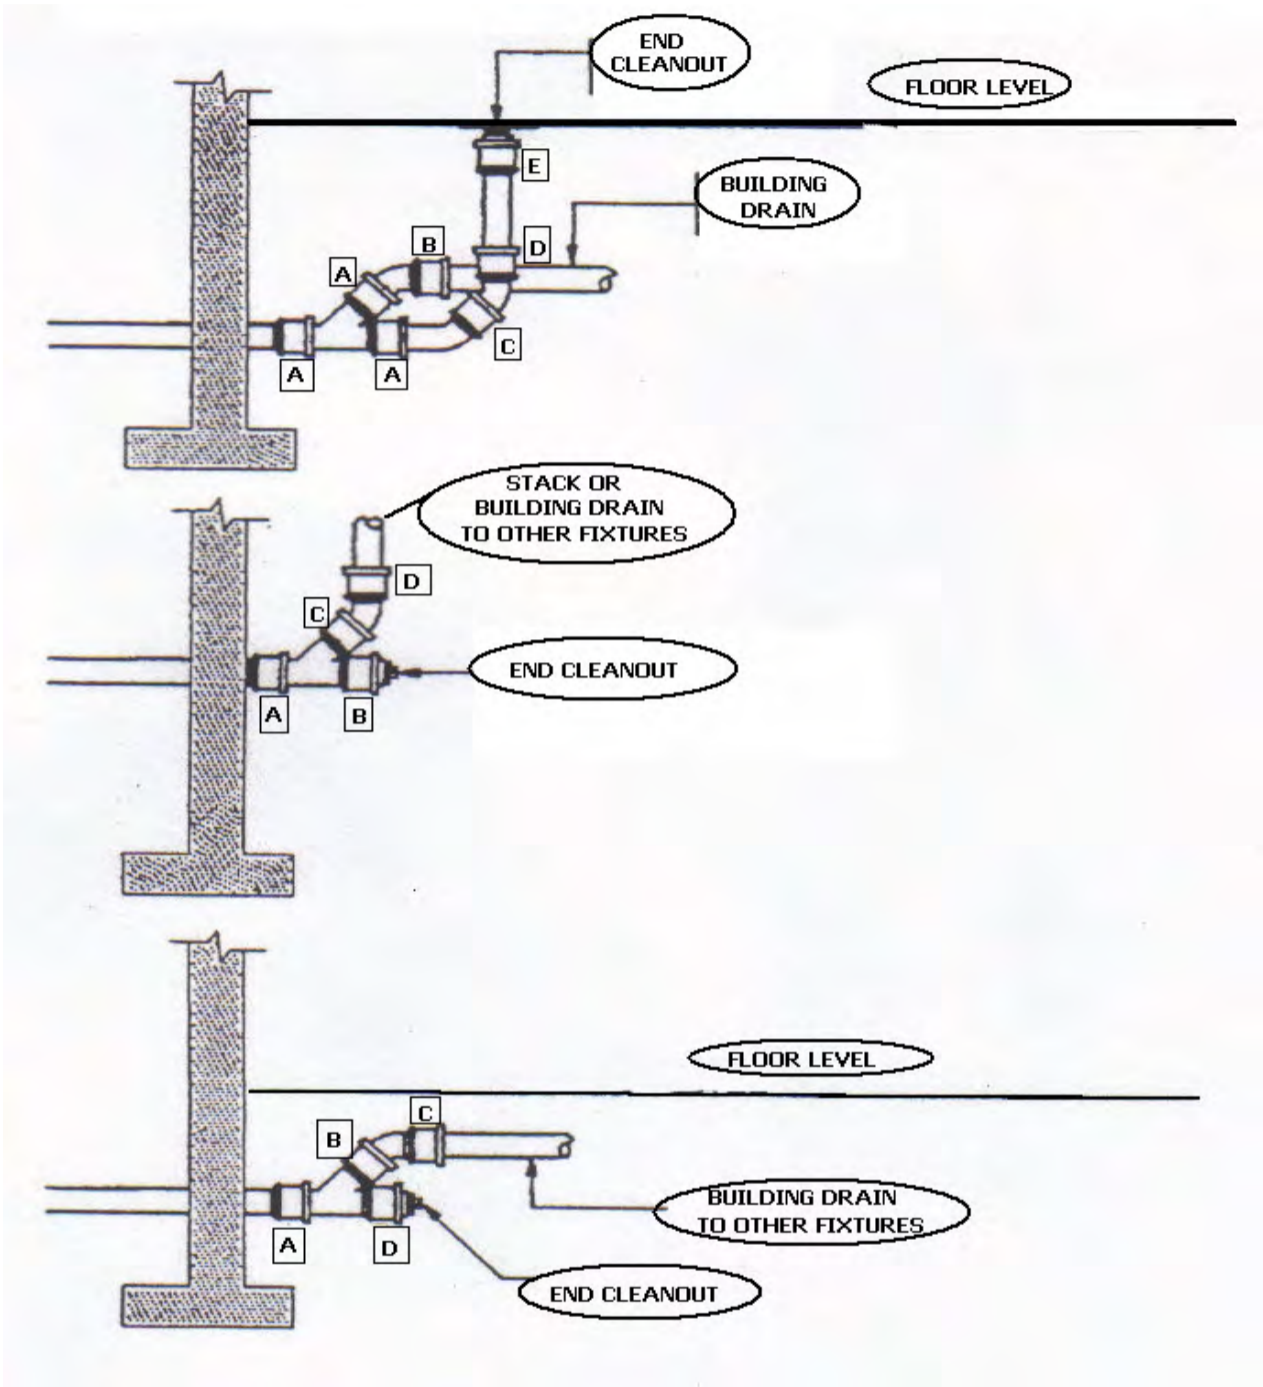 END
CLEANOUT
FLOOR LEVEL
E
BUILDING
DRAIN
B
D
A
C
A
A
STACK OR
BUILDING DRAIN
TO OTHER FIXTURES
D
C
END CLEANOUT
A
B
FLOOR LEVEL
C
B
BUILDING DRAIN
TO OTHER FIXTURES
A
D
END CLEANOUT